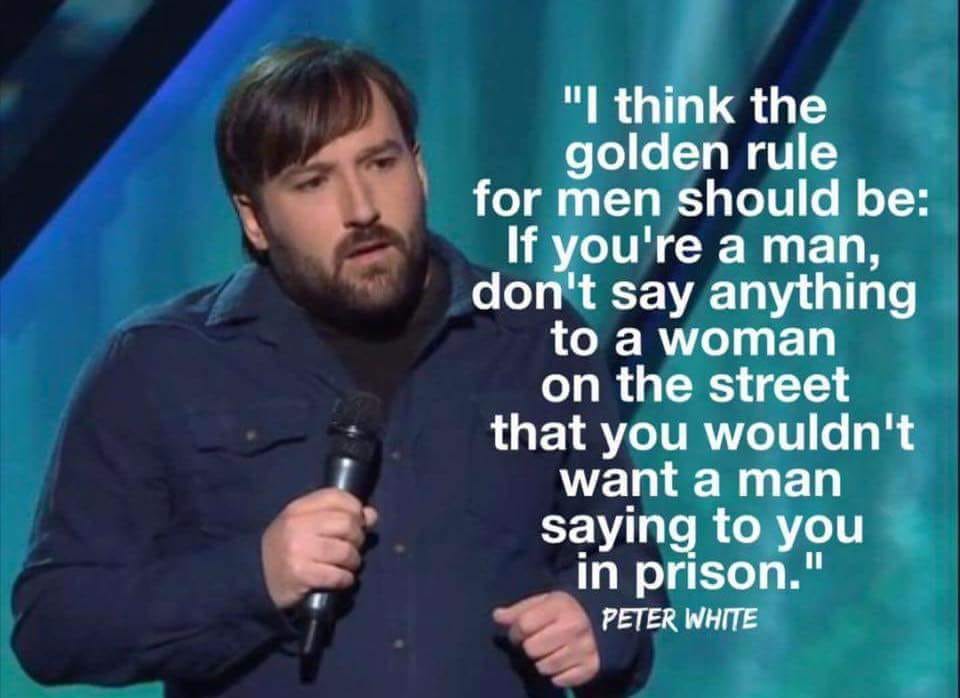 "I think the
golden rule
for men should be:
If you're a man,
don't say anything
to a woman
on the street
that you wouldn't
want a man
saying to you
in prison."
PETER WHITE